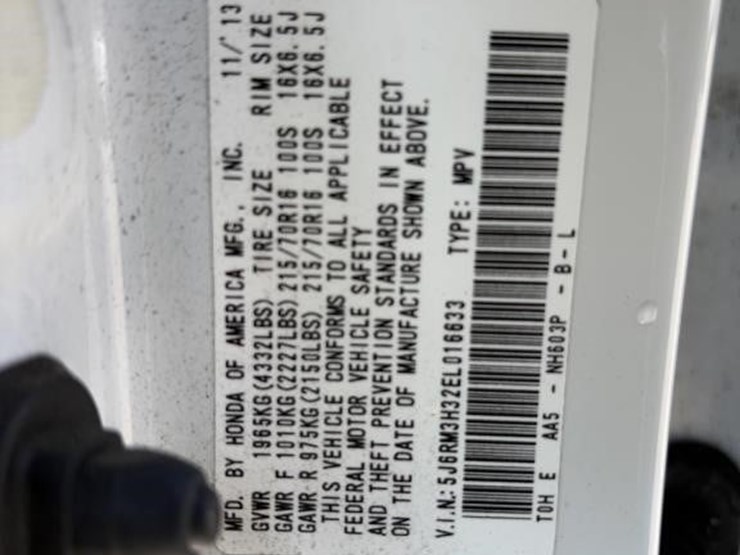 MFD. BY HONDA OF AMERICA MFG., INC. 11/13
GVWR 1965KG(4332LBS) TIRE SIZE RIM SIZE
GAWR F 1010KG(2227LBS) 215/70R16 100S 16X6.5J
GAWR R 975KG(2150LBS) 215/70R16 100S 16X6.5J
THIS VEHICLE CONFORMS TO ALL APPLICABLE
FEDERAL MOTOR VEHICLE SAFETY
AND THEFT PREVENTION STANDARDS IN EFFECT
ON THE DATE OF MANUFACTURE SHOWN ABOVE.
V.I.N.: 5J6RM3H32EL016633 TYPE: MPV
TOH E AA5 - NH603P - B - L